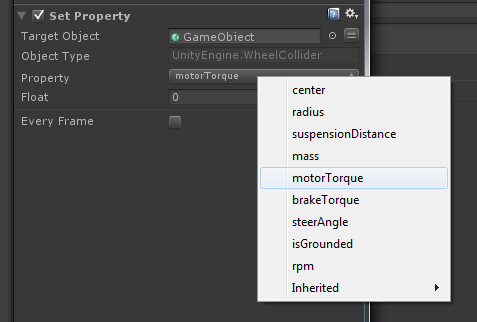 Set Property
Target Object GameObject
Object Type UnityEngine.WheelCollider
Property motorTorque
Float 0
Every Frame
center
radius
suspensionDistance
mass
motorTorque
brakeTorque
steerAngle
isGrounded
rpm
Inherited